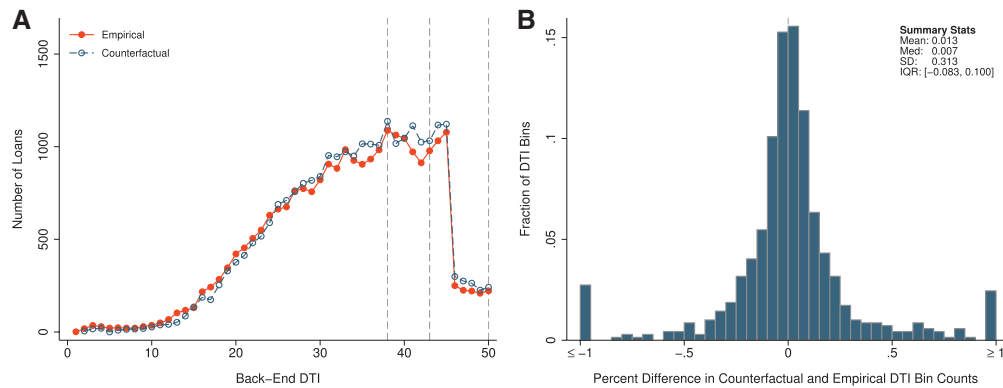 A
Empirical
Counterfactual
Number of Loans
1500
1000
500
0
0 10 20 30 40 50
Back−End DTI
B
Summary Stats
Mean: 0.013
Med: 0.007
SD: 0.313
IQR: [−0.083, 0.100]
Fraction of DTI Bins
.15
.1
.05
0
≤ −1 −.5 0 .5 ≥ 1
Percent Difference in Counterfactual and Empirical DTI Bin Counts